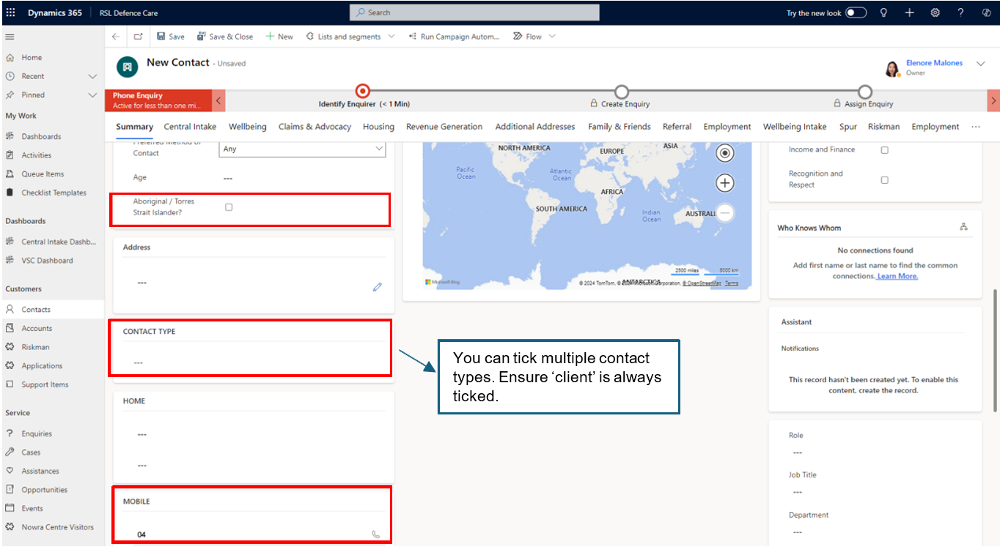 Dynamics 365
RSL Defence Care
Search
Try the new look
Save
Save & Close
New
Lists and segments
Run Campaign Autom...
Flow
Home
Recent
Pinned
My Work
Dashboards
Activities
Queue Items
Checklist Templates
Dashboards
Central Intake Dashb...
VSC Dashboard
Customers
Contacts
Accounts
Riskman
Applications
Support Items
Service
Enquiries
Cases
Assistances
Opportunities
Events
Nowra Centre Visitors
New Contact - Unsaved
Elenore Malones
Owner
Phone Enquiry
Active for less than one mi...
Identify Enquirer (< 1 Min)
Create Enquiry
Assign Enquiry
Summary
Central Intake
Wellbeing
Claims & Advocacy
Housing
Revenue Generation
Additional Addresses
Family & Friends
Referral
Employment
Wellbeing Intake
Spur
Riskman
Employment
...
Preferred Method of
Contact
Any
Age
---
Aboriginal / Torres
Strait Islander?
Address
---
CONTACT TYPE
---
HOME
---
---
MOBILE
04
NORTH AMERICA
EUROPE
ASIA
Pacific
Ocean
Atlantic
Ocean
AFRICA
SOUTH AMERICA
Indian
Ocean
AUSTRALI
2500 miles
5000 km
Microsoft Bing
© 2024 TomTom, ©
© OpenStreetMap
Terms
You can tick multiple contact
types. Ensure ‘client’ is always
ticked.
Income and Finance
Recognition and
Respect
Who Knows Whom
No connections found
Add first name or last name to find the common
connections. Learn More.
Assistant
Notifications
This record hasn't been created yet. To enable this
content, create the record.
Role
---
Job Title
---
Department
---